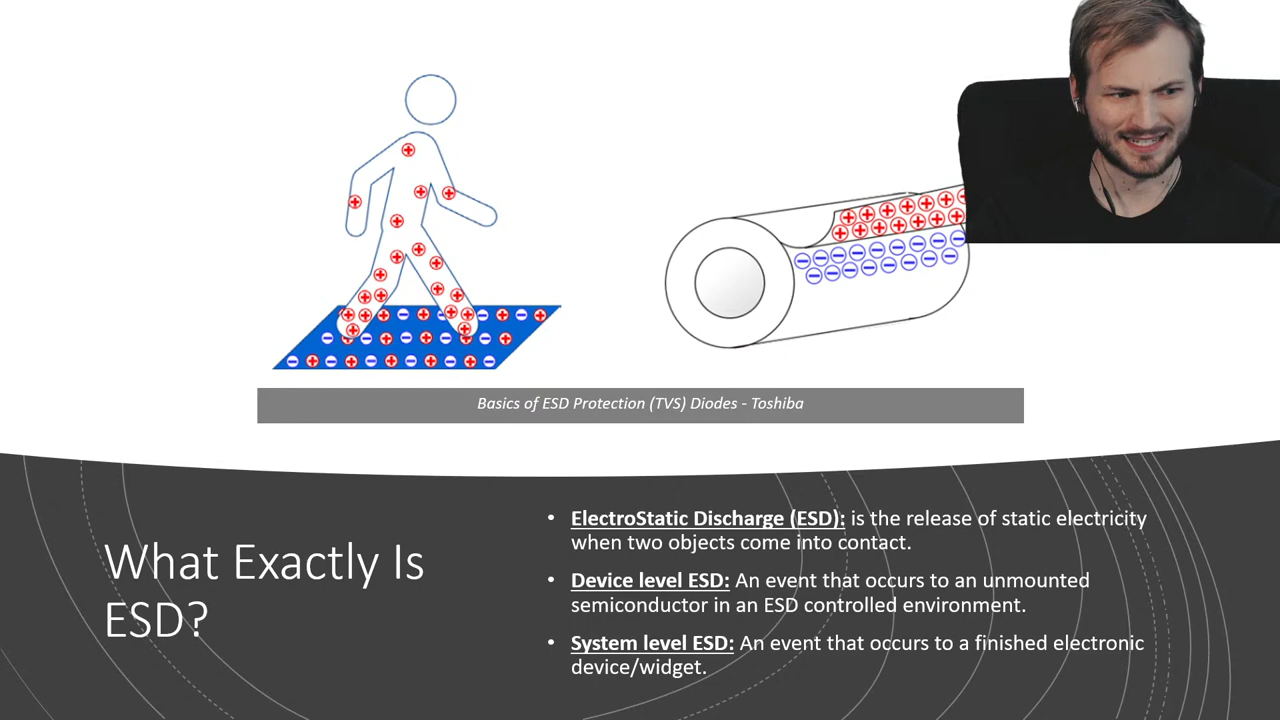 Basics of ESD Protection (TVS) Diodes - Toshiba
What Exactly Is
ESD?
• ElectroStatic Discharge (ESD): is the release of static electricity
when two objects come into contact.
• Device level ESD: An event that occurs to an unmounted
semiconductor in an ESD controlled environment.
• System level ESD: An event that occurs to a finished electronic
device/widget.